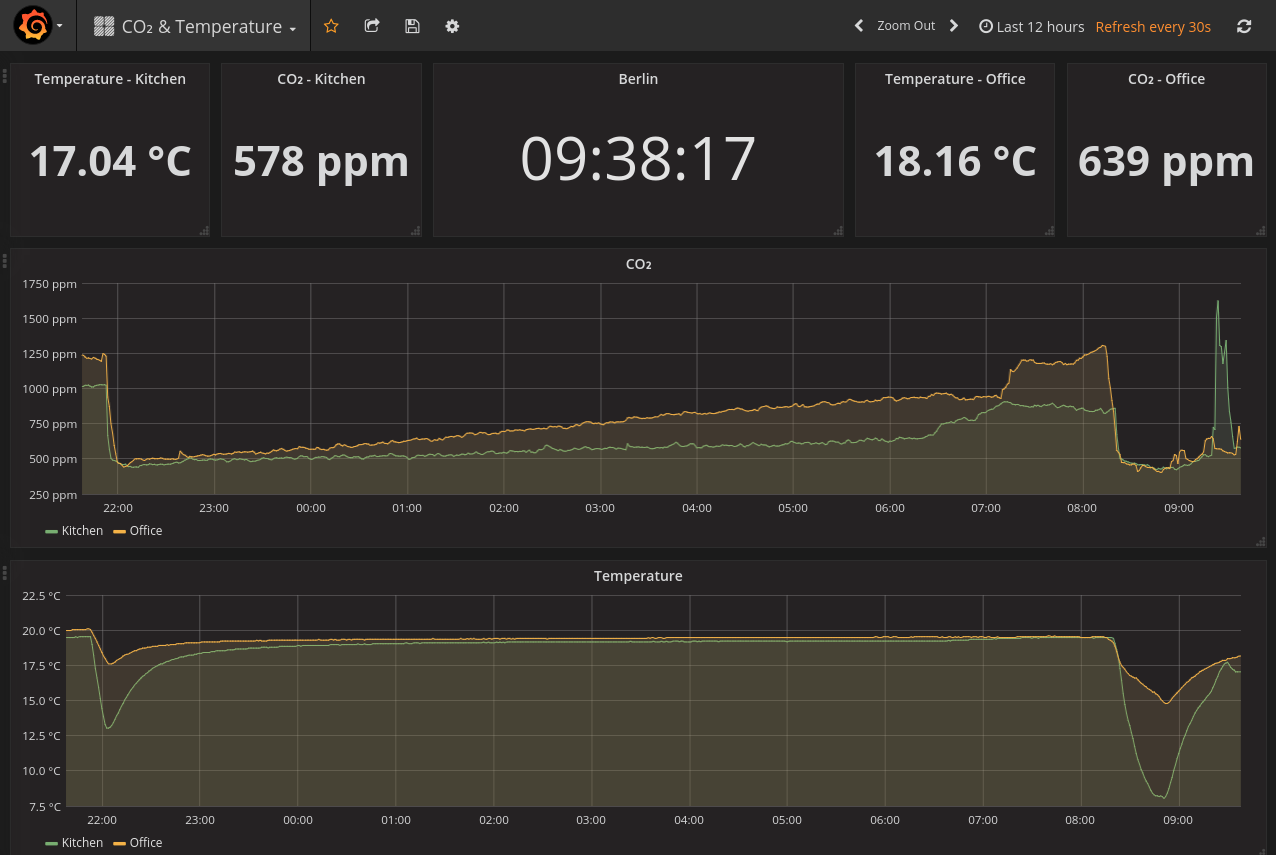 CO₂ & Temperature
Zoom Out
Last 12 hours
Refresh every 30s
Temperature - Kitchen
CO₂ - Kitchen
Berlin
Temperature - Office
CO₂ - Office
17.04 °C
578 ppm
09:38:17
18.16 °C
639 ppm
CO₂
1750 ppm
1500 ppm
1250 ppm
1000 ppm
750 ppm
500 ppm
250 ppm
22:00 23:00 00:00 01:00 02:00 03:00 04:00 05:00 06:00 07:00 08:00 09:00
Kitchen Office
Temperature
22.5 °C
20.0 °C
17.5 °C
15.0 °C
12.5 °C
10.0 °C
7.5 °C
22:00 23:00 00:00 01:00 02:00 03:00 04:00 05:00 06:00 07:00 08:00 09:00
Kitchen Office